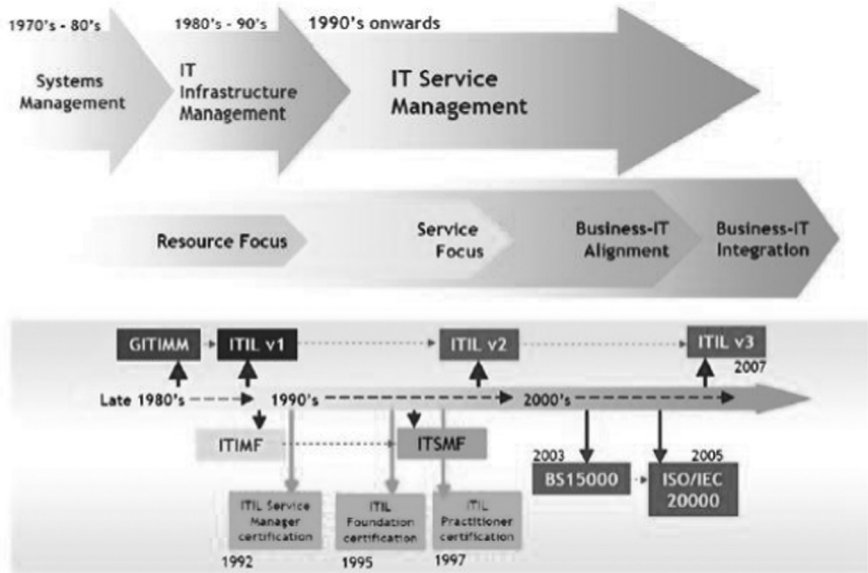 1970's - 80's
1980's - 90's
1990's onwards
Systems
Management
IT
Infrastructure
Management
IT Service
Management
Resource Focus
Service
Focus
Business-IT
Alignment
Business-IT
Integration
GITIMM
ITIL v1
ITIL v2
ITIL v3
2007
Late 1980's
1990's
2000's
ITIMF
ITSMF
2003
2005
BS15000
ISO/IEC
20000
ITIL Service
Manager
certification
ITIL
Foundation
certification
ITIL
Practitioner
certification
1992
1995
1997